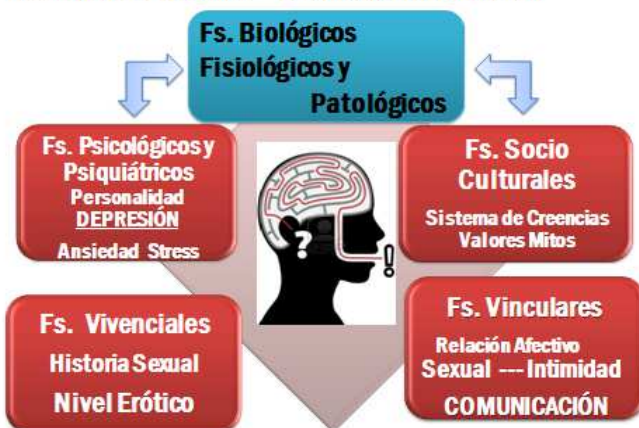 Fs. Biológicos
Fisiológicos y
Patológicos
Fs. Psicológicos y
Psiquiátricos
Personalidad
DEPRESIÓN
Ansiedad Stress
Fs. Socio
Culturales
Sistema de Creencias
Valores Mitos
?
!
Fs. Vivenciales
Historia Sexual
Nivel Erótico
Fs. Vinculares
Relación Afectivo
Sexual --- Intimidad
COMUNICACIÓN